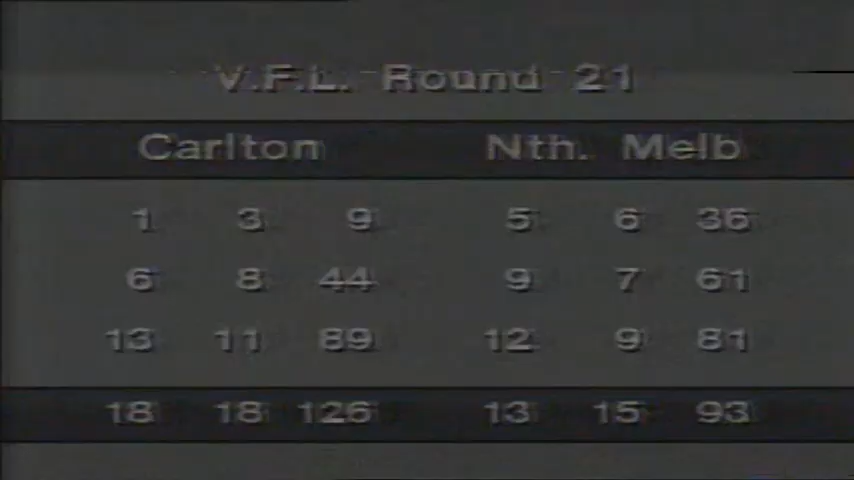 V.F.L. Round 21
Carlton Nth. Melb
1 3 9 5 6 36
6 8 44 9 7 61
13 11 89 12 9 81
18 18 126 13 15 93